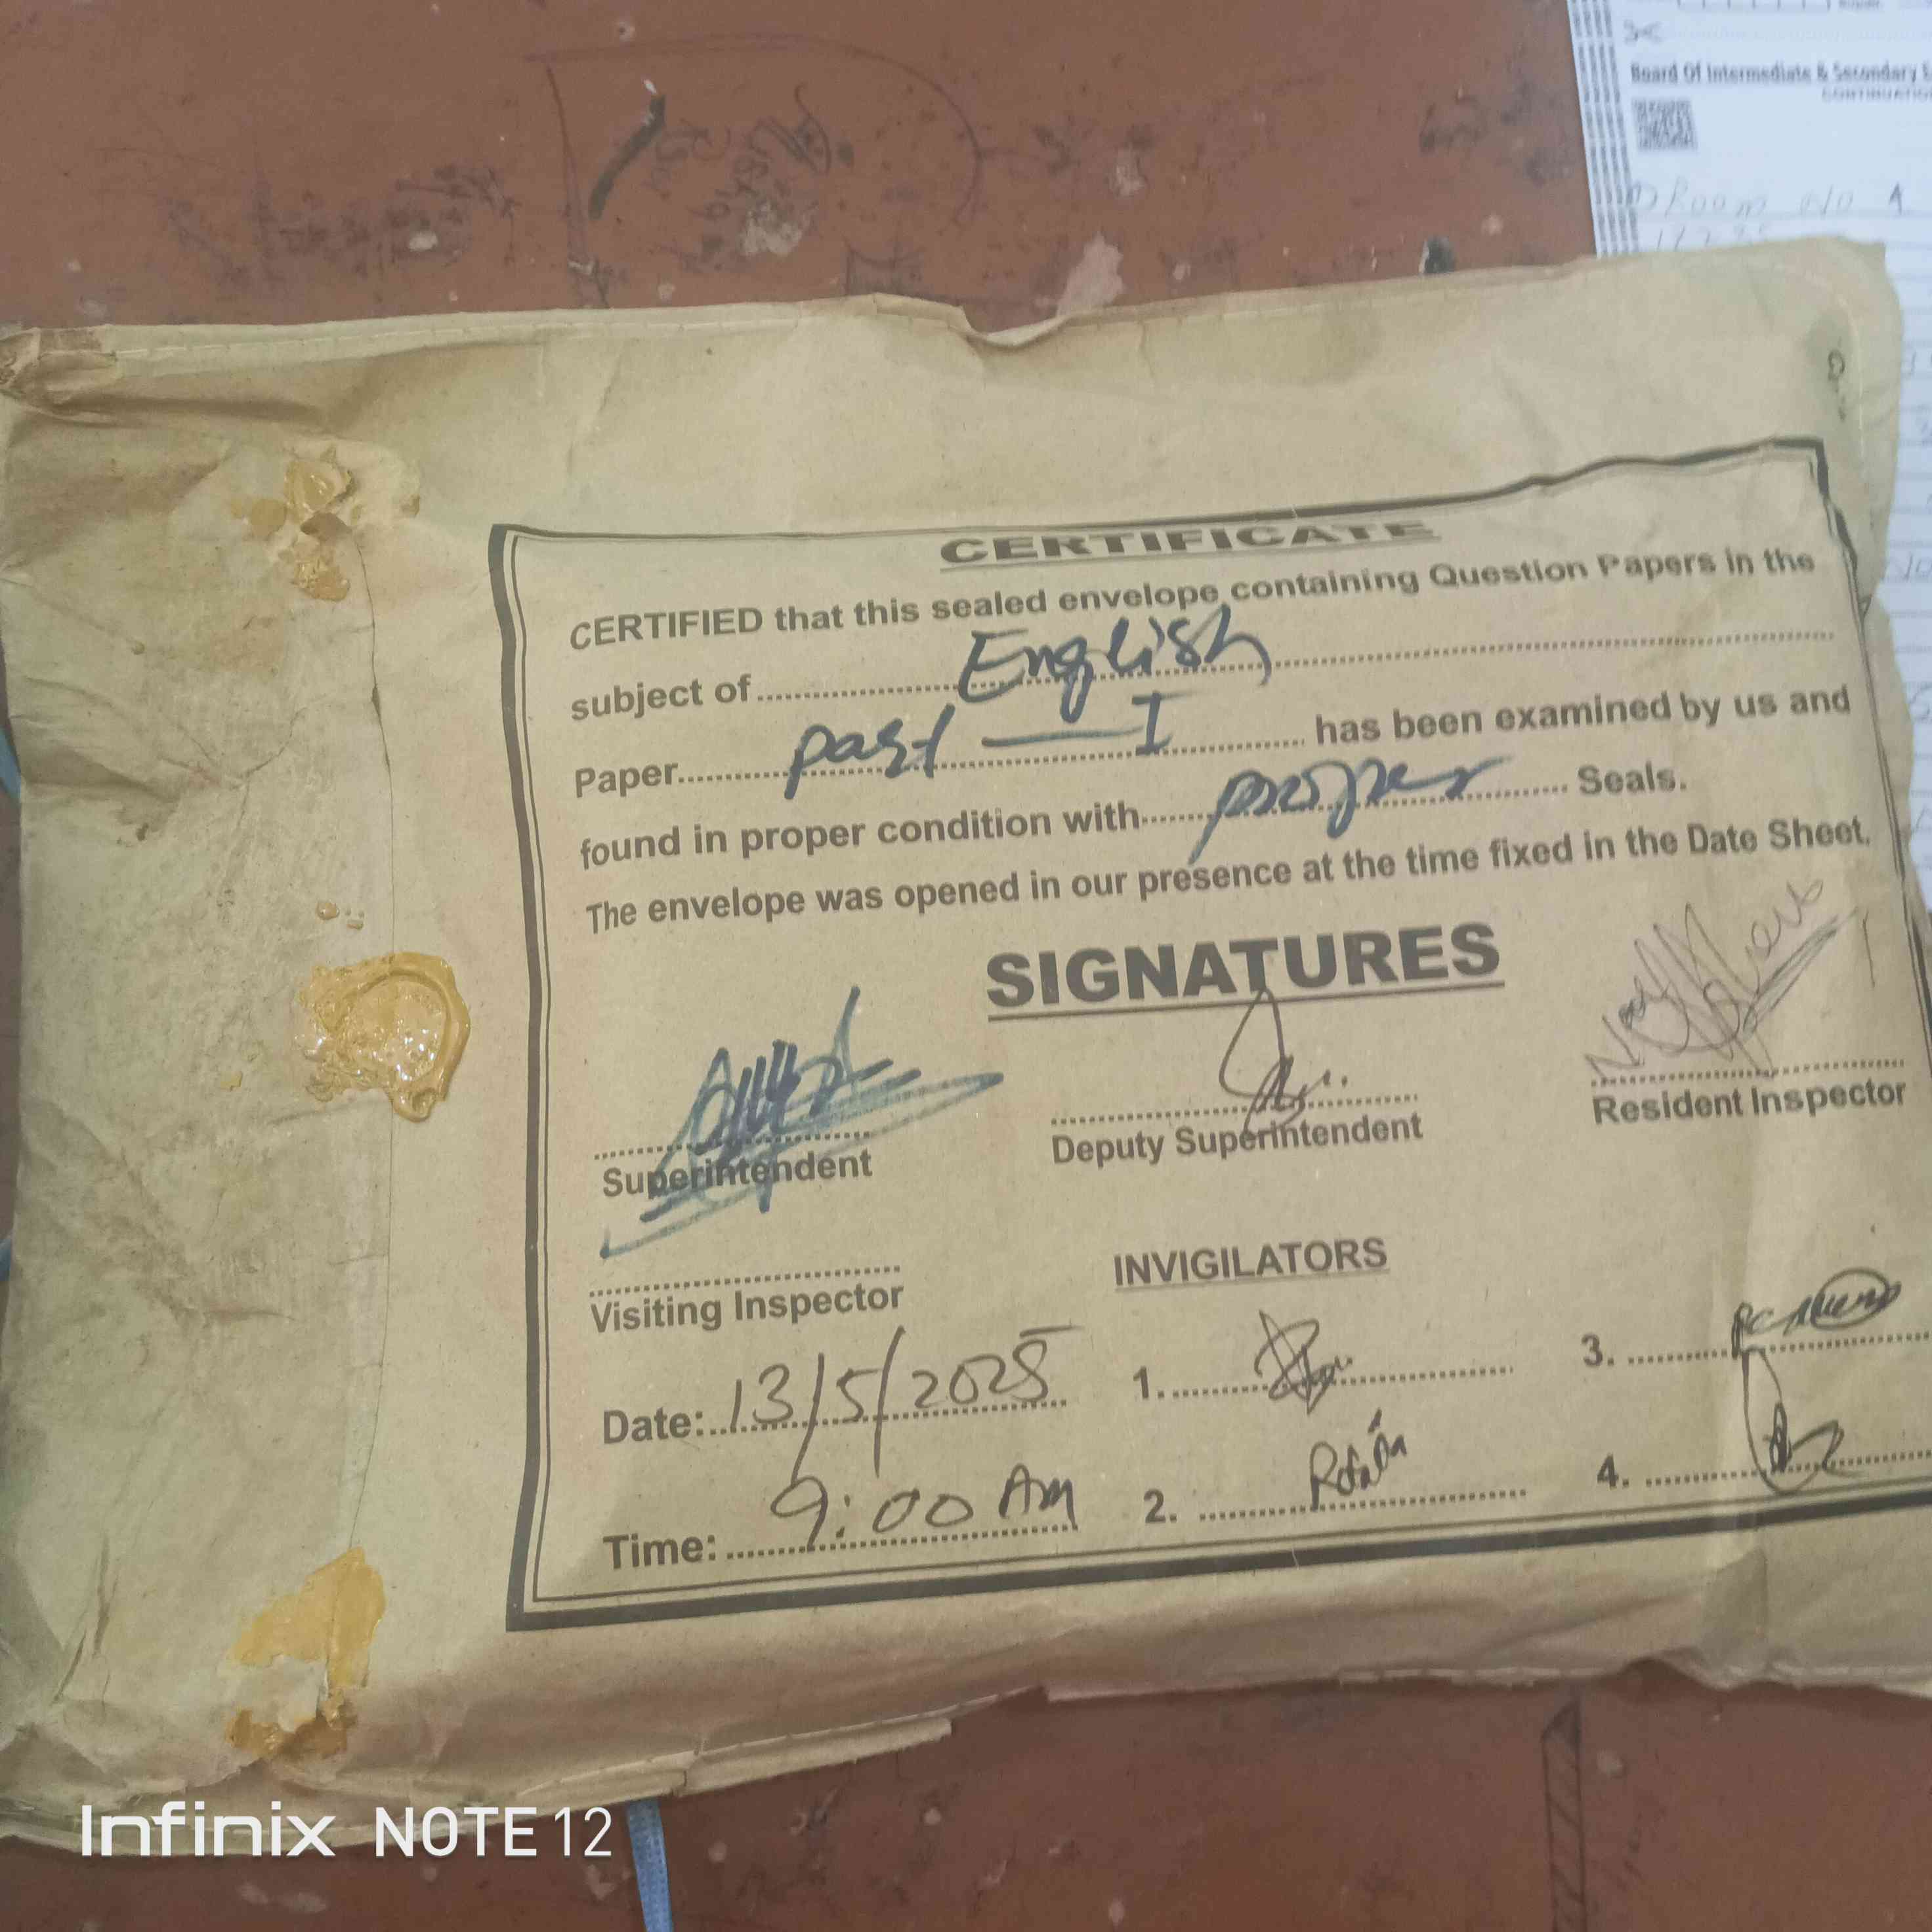 Board Of Intermediate & Secondary E
CONTINUATION
Room No A
CERTIFICATE
CERTIFIED that this sealed envelope containing Question Papers in the
subject of English
Paper part — I has been examined by us and
found in proper condition with proper Seals.
The envelope was opened in our presence at the time fixed in the Date Sheet.
SIGNATURES
Superintendent
Deputy Superintendent
Resident Inspector
Visiting Inspector
INVIGILATORS
Date: 13/5/2025
1.
3.
Time: 9:00 Am
2.
4.
Infinix NOTE 12